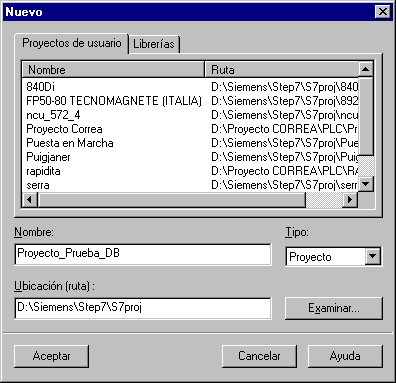 Nuevo
Proyectos de usuario Librerías
Nombre Ruta
840Di D:\Siemens\Step7\S7proj\840
FP50-80 TECNOMAGNETE (ITALIA) D:\Siemens\Step7\S7proj\892
ncu_572_4 D:\Siemens\Step7\S7proj\ncu
Proyecto Correa D:\Proyecto CORREA\PLC\Pr
Puesta en Marcha D:\Siemens\Step7\S7proj\Pue
Puigjaner D:\Siemens\Step7\S7proj\Puig
rapidita D:\Proyecto CORREA\PLC\RA
serra D:\Siemens\Step7\S7proj\serr
Nombre: Tipo:
Proyecto_Prueba_DB Proyecto
Ubicación (ruta) :
D:\Siemens\Step7\S7proj Examinar...
Aceptar Cancelar Ayuda